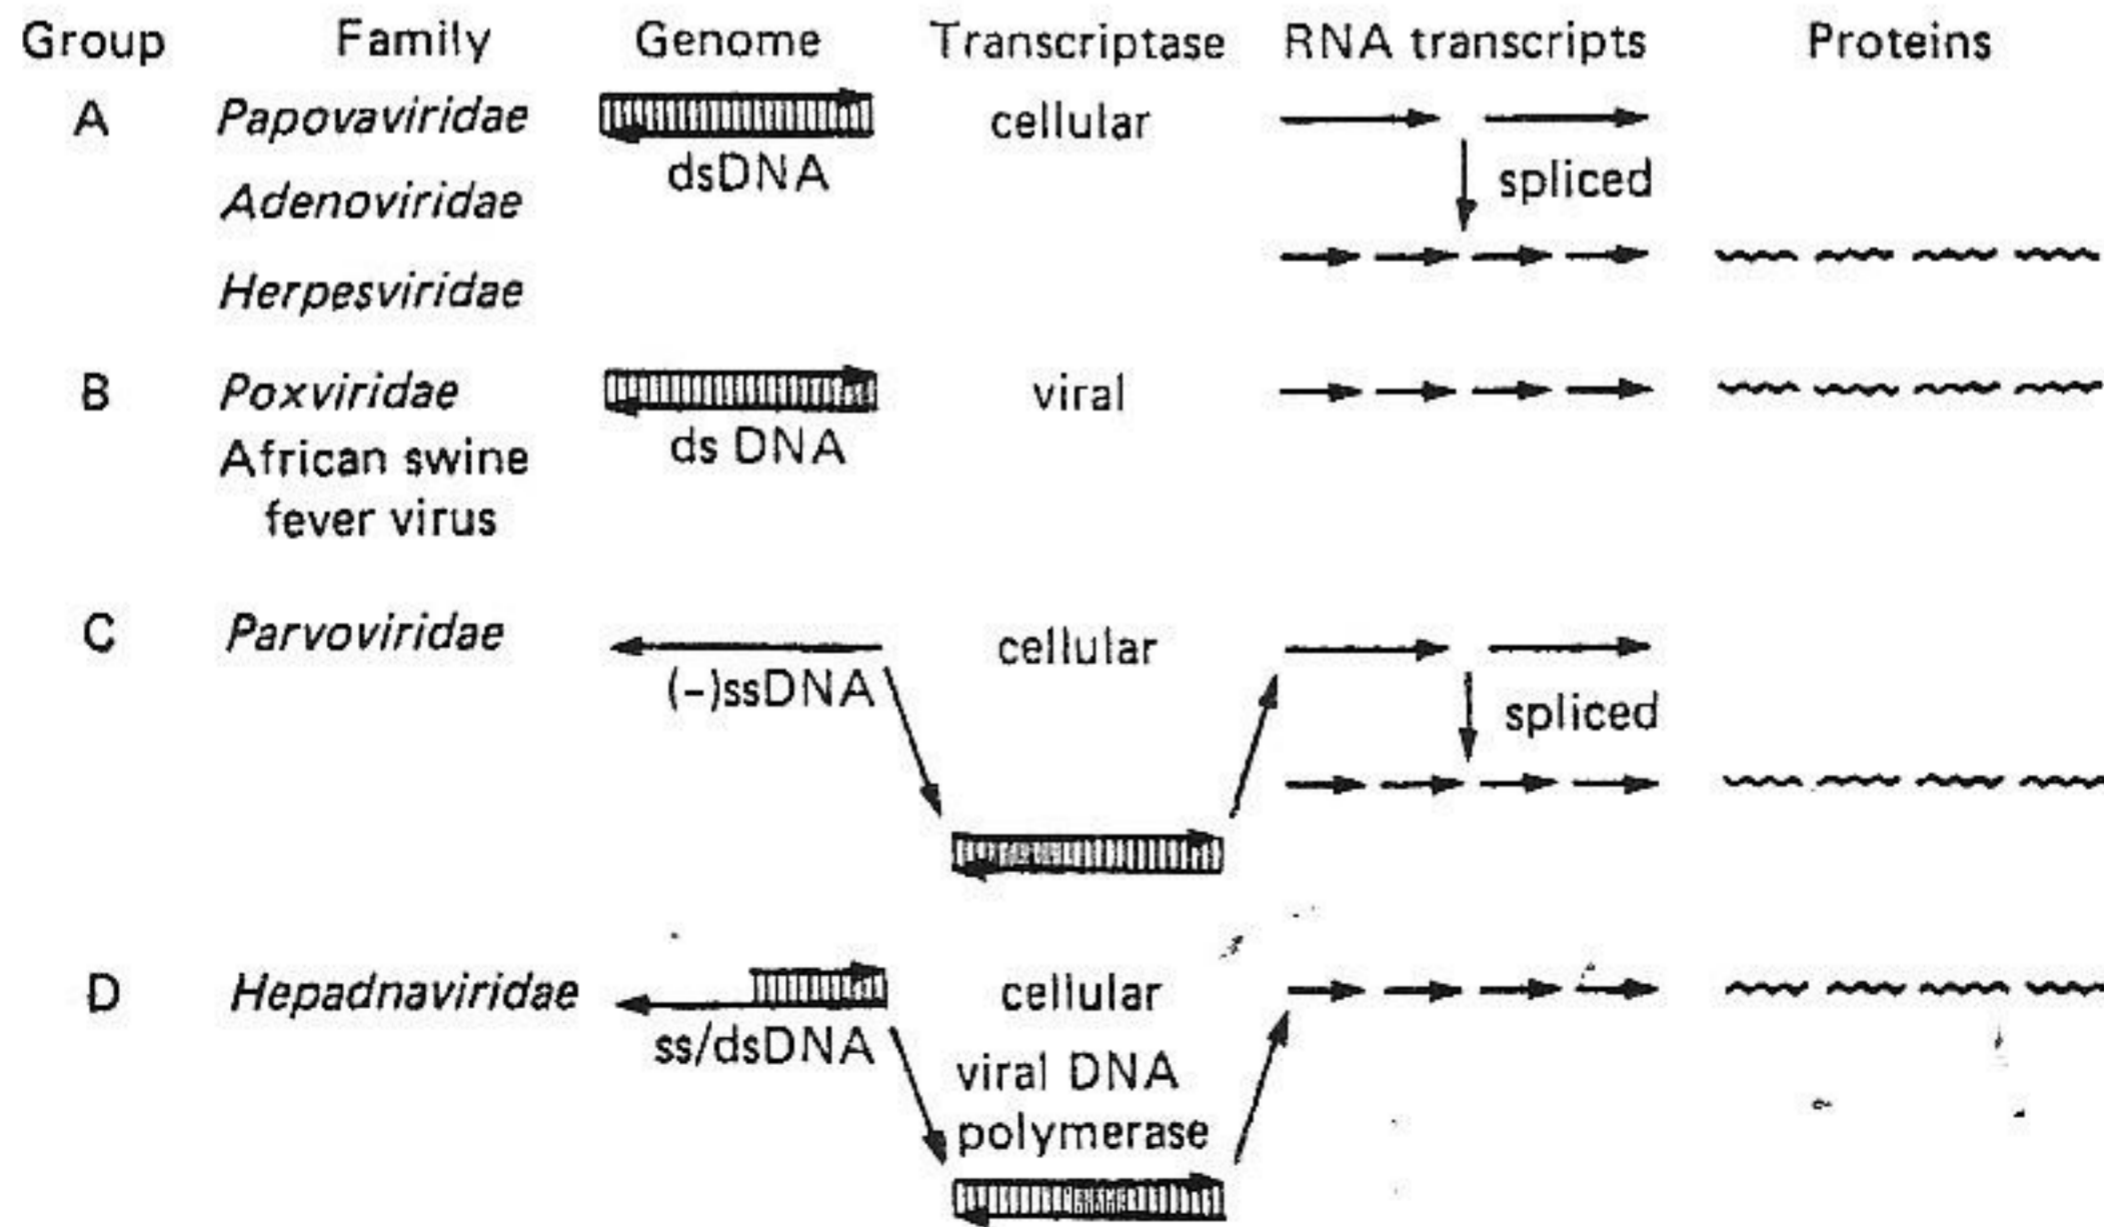 Group Family Genome Transcriptase RNA transcripts Proteins
A Papovaviridae cellular
dsDNA spliced
Adenoviridae
Herpesviridae
B Poxviridae viral
ds DNA
African swine
fever virus
C Parvoviridae cellular
(-)ssDNA spliced
D Hepadnaviridae cellular
ss/dsDNA viral DNA
polymerase